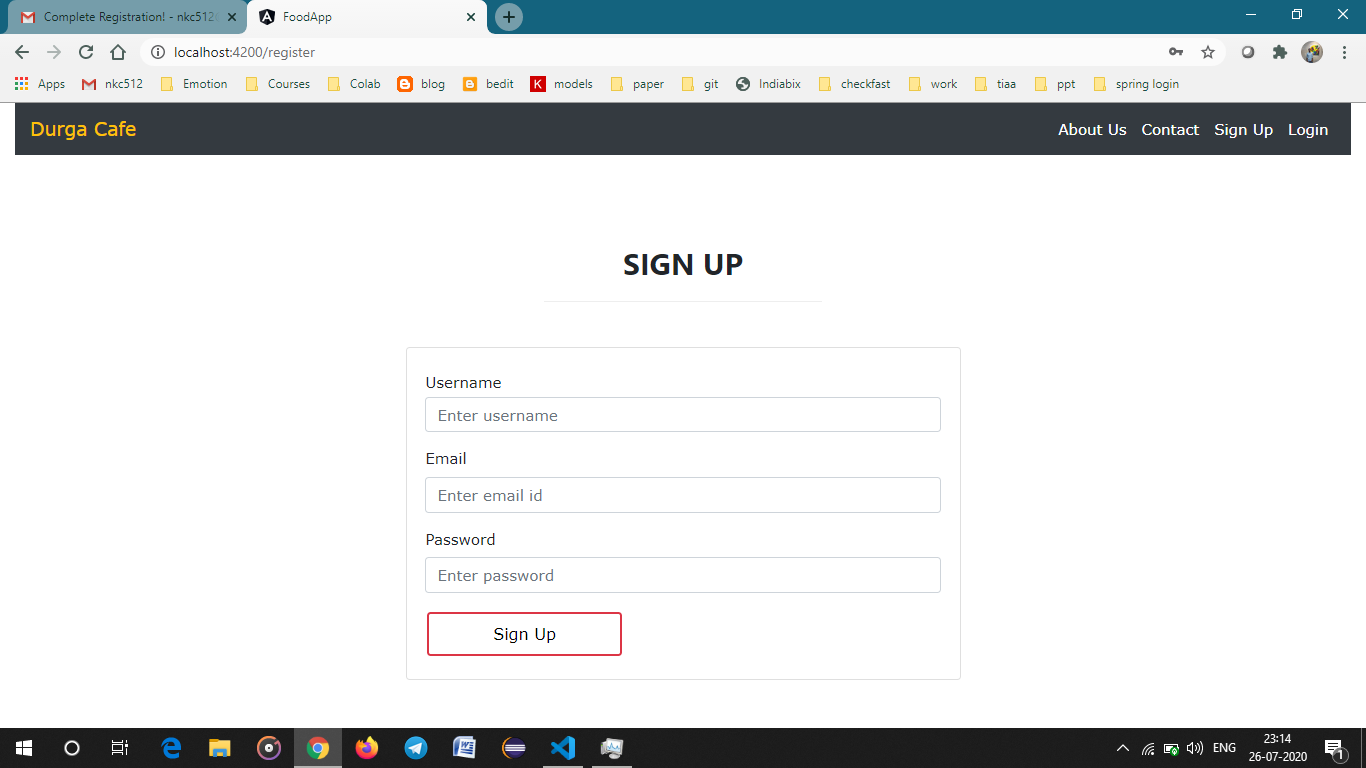 Complete Registration! - nkc512
FoodApp
localhost:4200/register
Apps nkc512 Emotion Courses Colab blog bedit K models paper git Indiabix checkfast work tiaa ppt spring login
Durga Cafe About Us Contact Sign Up Login
SIGN UP
Username
Enter username
Email
Enter email id
Password
Enter password
Sign Up
ENG
23:14
26-07-2020
1